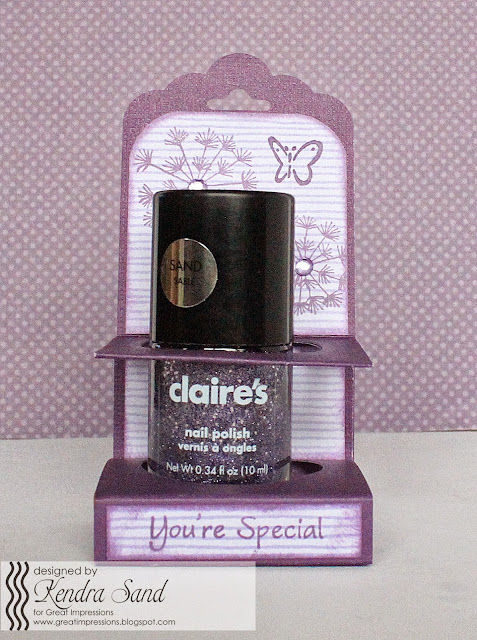 SAND
SABLE
claire's
nail polish
vernis à ongles
Net Wt 0.34 fl oz (10 ml)
You're Special
designed by
Kendra Sand
for Great Impressions
www.greatimpressions.blogspot.com